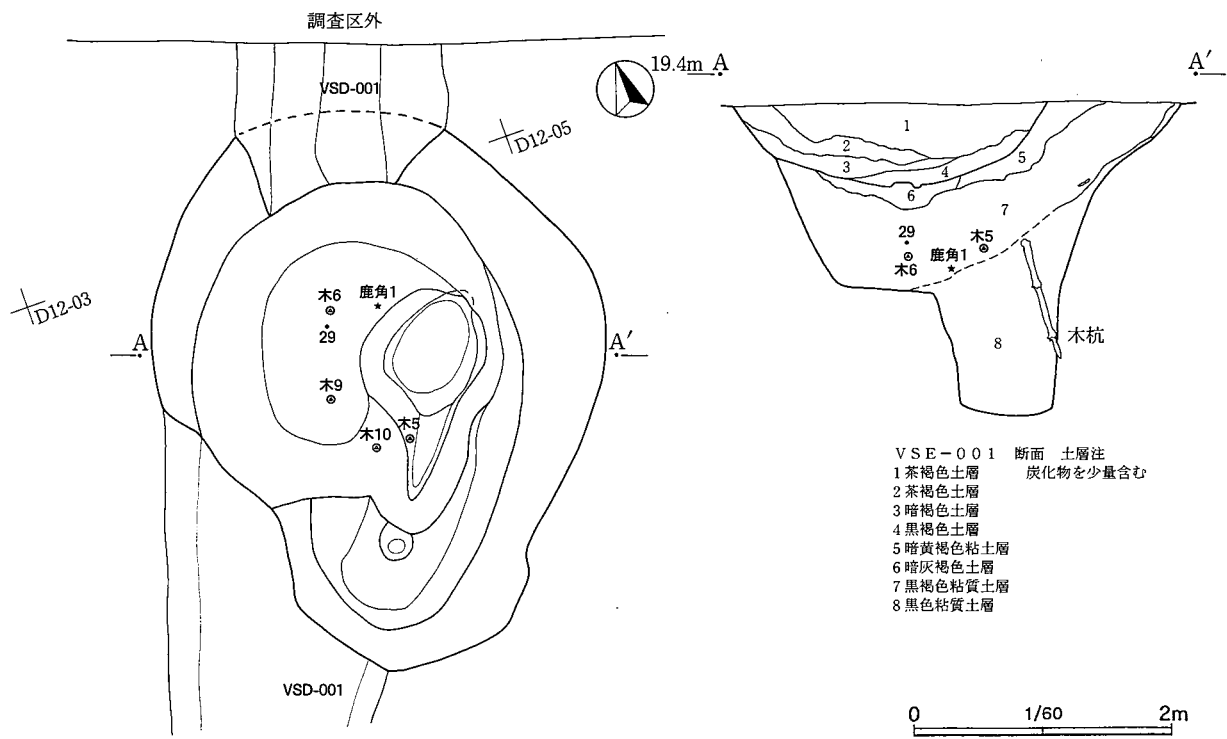 調査区外
VSD-001
D12-05
D12-03
木6
鹿角1
29
A
A′
木9
木10
木5
VSD-001
19.4m
A
A′
1
2
3
4
5
6
7
29
木6
鹿角1
木5
8
木杭
VSE-001 断面 土層注
1茶褐色土層 炭化物を少量含む
2茶褐色土層
3暗褐色土層
4黒褐色土層
5暗黄褐色粘土層
6暗灰褐色土層
7黒褐色粘質土層
8黒色粘質土層
0 1/60 2m